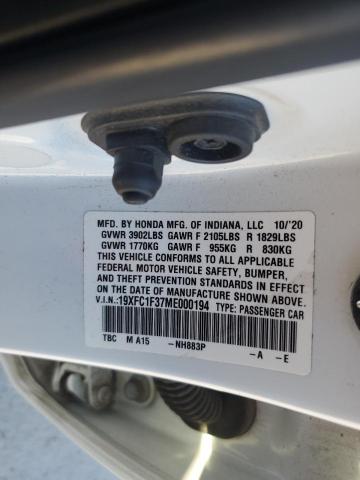 MFD. BY HONDA MFG. OF INDIANA, LLC 10/'20
GVWR 3902LBS GAWR F 2105LBS R 1829LBS
GVWR 1770KG GAWR F 955KG R 830KG
THIS VEHICLE CONFORMS TO ALL APPLICABLE
FEDERAL MOTOR VEHICLE SAFETY, BUMPER,
AND THEFT PREVENTION STANDARDS IN EFFECT
ON THE DATE OF MANUFACTURE SHOWN ABOVE.
V.I.N.:19XFC1F37ME000194 TYPE: PASSENGER CAR
TBC M A15 -NH883P -A -E